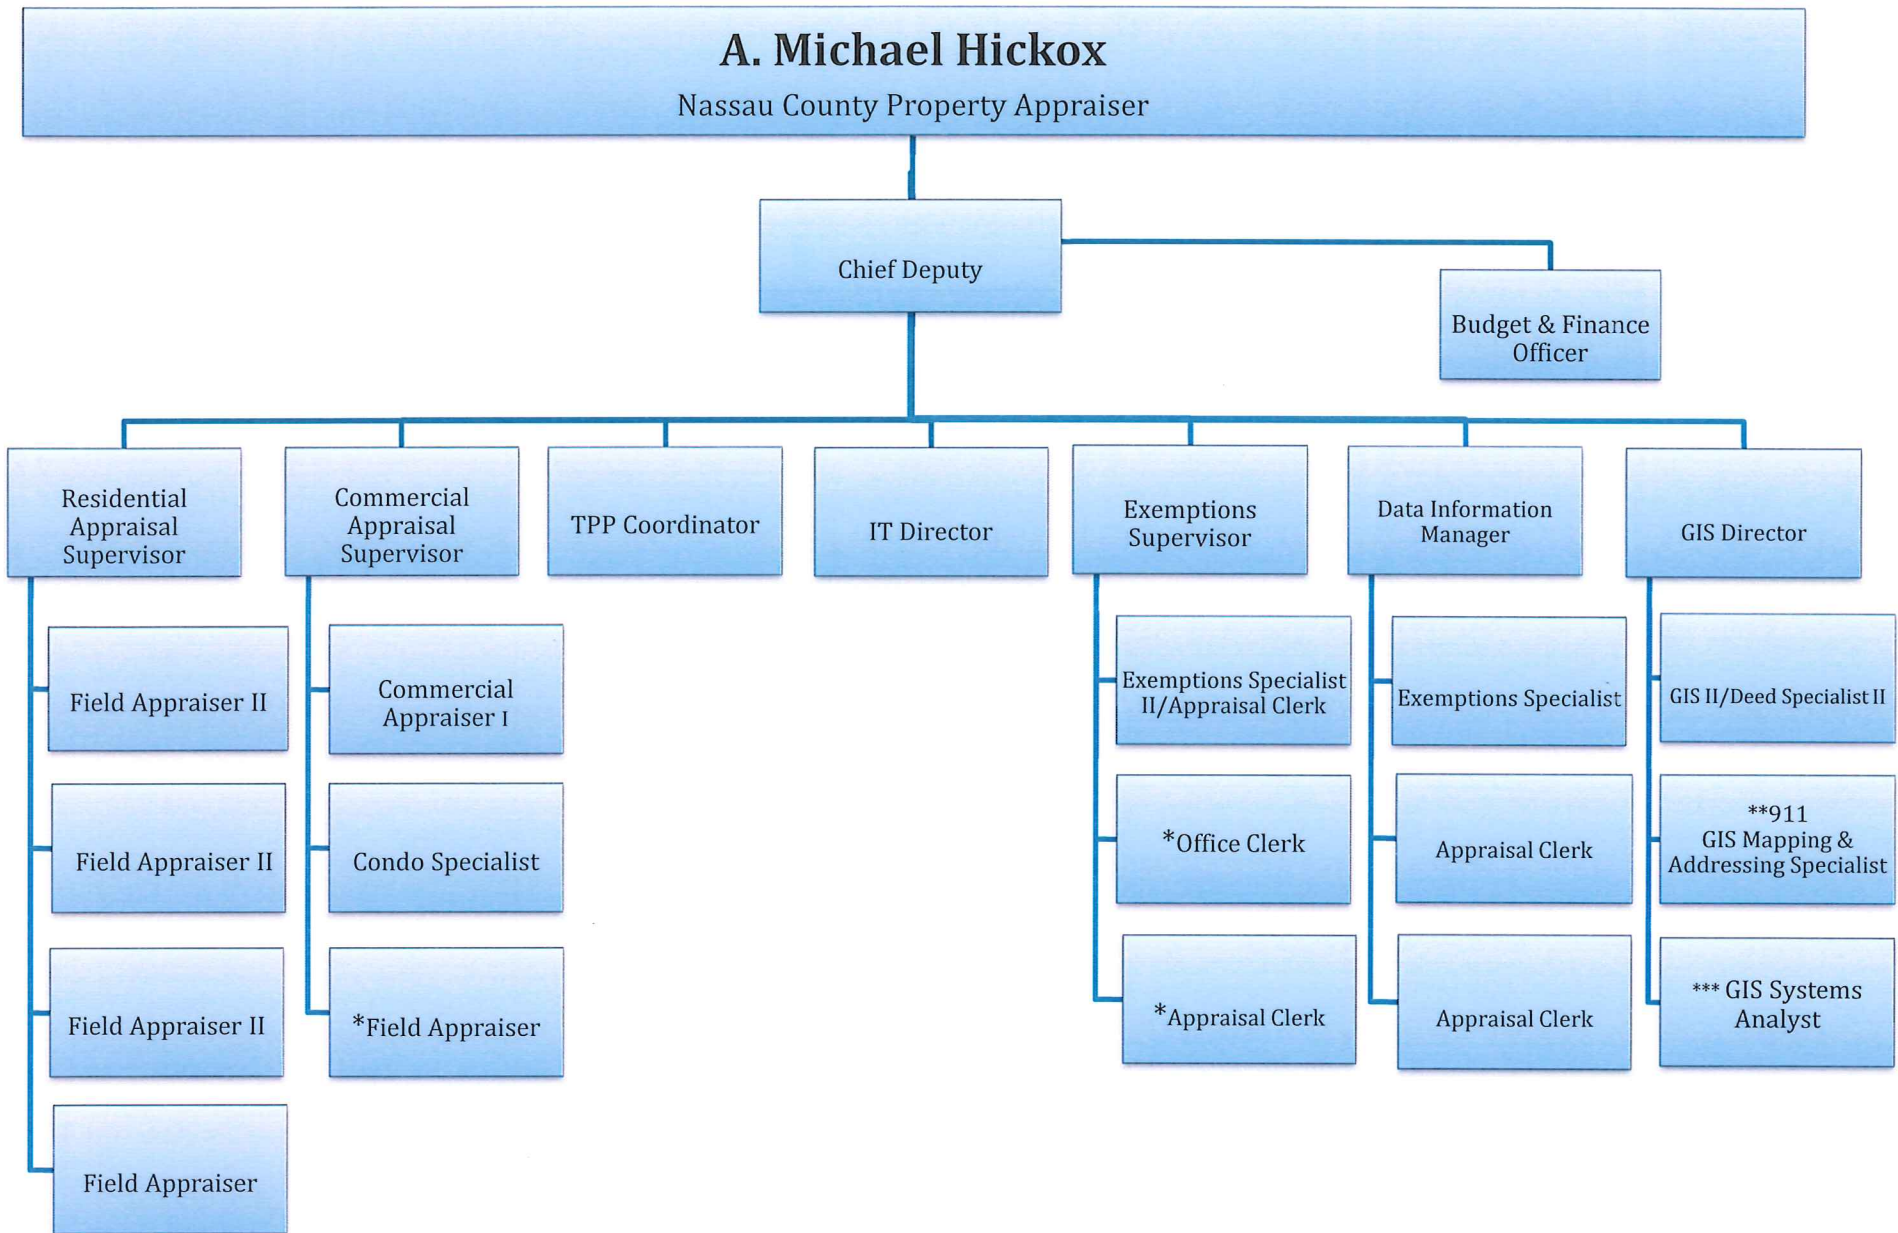 A. Michael Hickox
Nassau County Property Appraiser
Chief Deputy
Budget & Finance
Officer
Residential
Appraisal
Supervisor
Commercial
Appraisal
Supervisor
TPP Coordinator
IT Director
Exemptions
Supervisor
Data Information
Manager
GIS Director
Field Appraiser II
Field Appraiser II
Field Appraiser II
Field Appraiser
Commercial
Appraiser I
Condo Specialist
*Field Appraiser
Exemptions Specialist
II/Appraisal Clerk
*Office Clerk
*Appraisal Clerk
Exemptions Specialist
Appraisal Clerk
Appraisal Clerk
GIS II/Deed Specialist II
**911
GIS Mapping &
Addressing Specialist
*** GIS Systems
Analyst